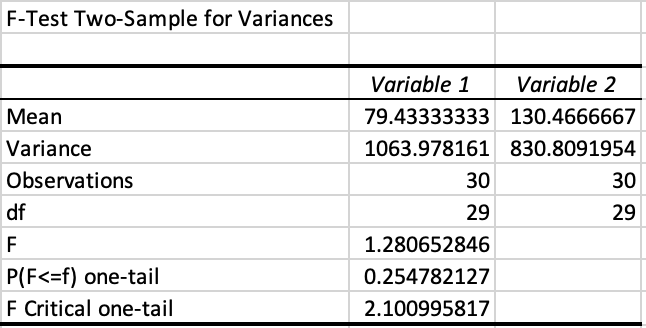 F-Test Two-Sample for Variances
Variable 1 Variable 2
Mean 79.43333333 130.4666667
Variance 1063.978161 830.8091954
Observations 30 30
df 29 29
F 1.280652846
P(F<=f) one-tail 0.254782127
F Critical one-tail 2.100995817